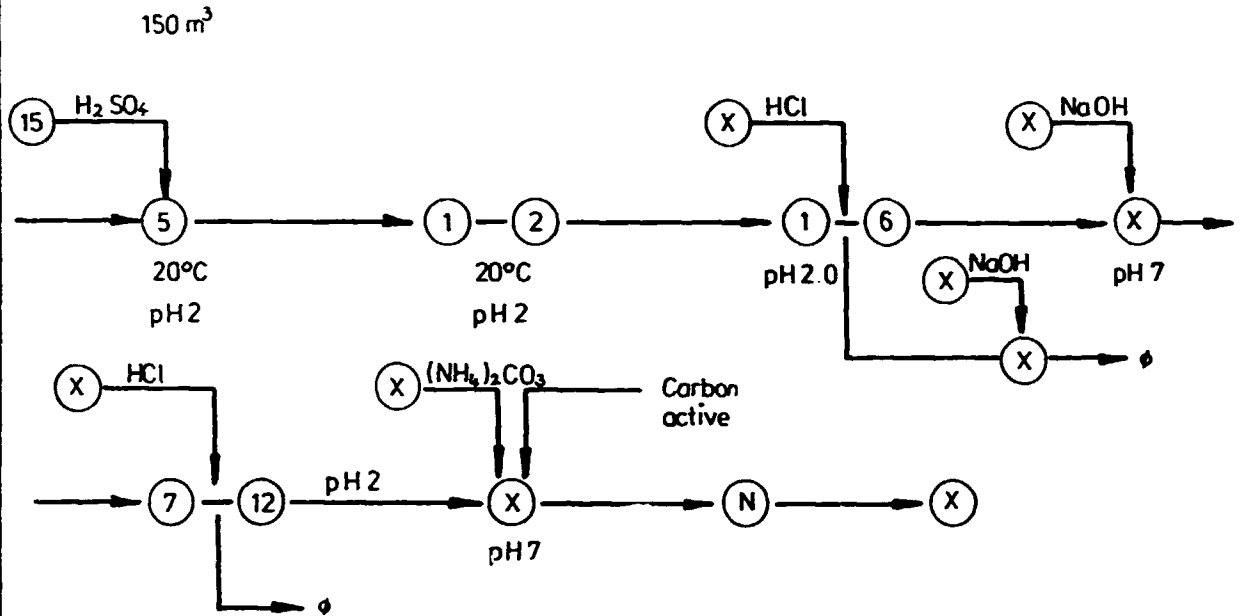 150 m³
15 H₂SO₄ X HCl X NaOH
5 1 2 1 6 X
20°C 20°C pH 2.0 X NaOH pH 7
pH 2 pH 2
X ø
X HCl X (NH₄)₂CO₃ Carbon
active
7 12 pH 2 X N X
pH 7
ø